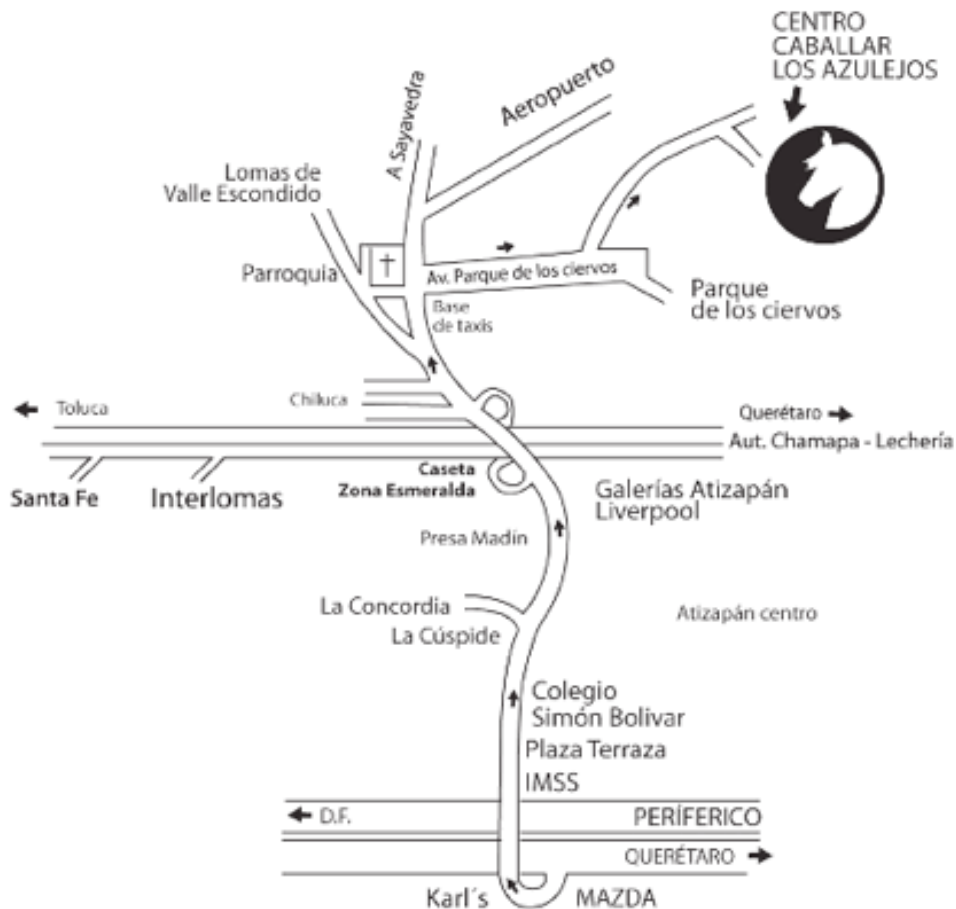 CENTRO
CABALLAR
LOS AZULEJOS
Aeropuerto
A Sayavedra
Lomas de
Valle Escondido
Parroquia
Av. Parque de los ciervos
Parque
de los ciervos
Base
de taxis
Chiluca
Toluca
Querétaro
Aut. Chamapa - Lechería
Santa Fe
Interlomas
Caseta
Zona Esmeralda
Galerías Atizapán
Liverpool
Presa Madín
La Concordia
La Cúspide
Atizapán centro
Colegio
Simón Bolivar
Plaza Terraza
IMSS
D.F.
PERÍFERICO
QUERÉTARO
Karl´s
MAZDA